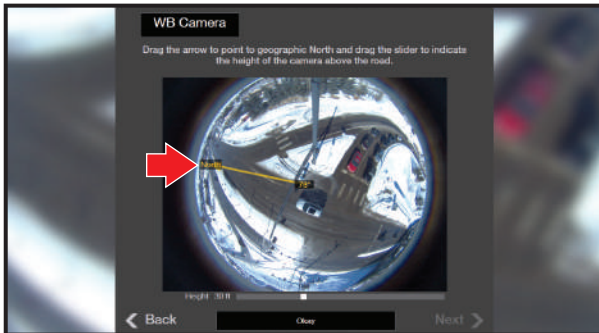 WB Camera
Drag the arrow to point to geographic North and drag the slider to indicate
the height of the camera above the road.
North
78°
Height 30 ft
Back
Okay
Next